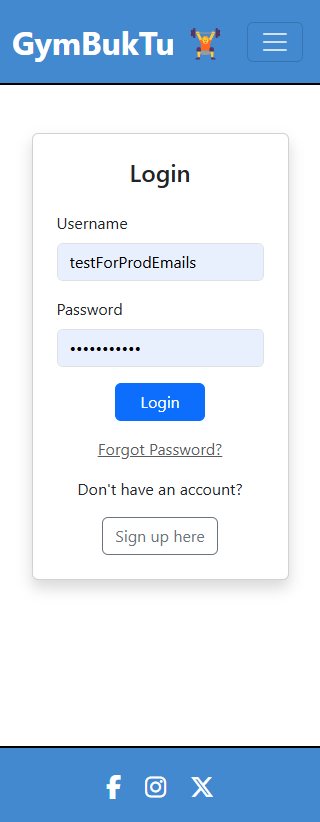 GymBukTu 🏋️
Login
Username
testForProdEmails
Password
•••••••••••
Login
Forgot Password?
Don't have an account?
Sign up here